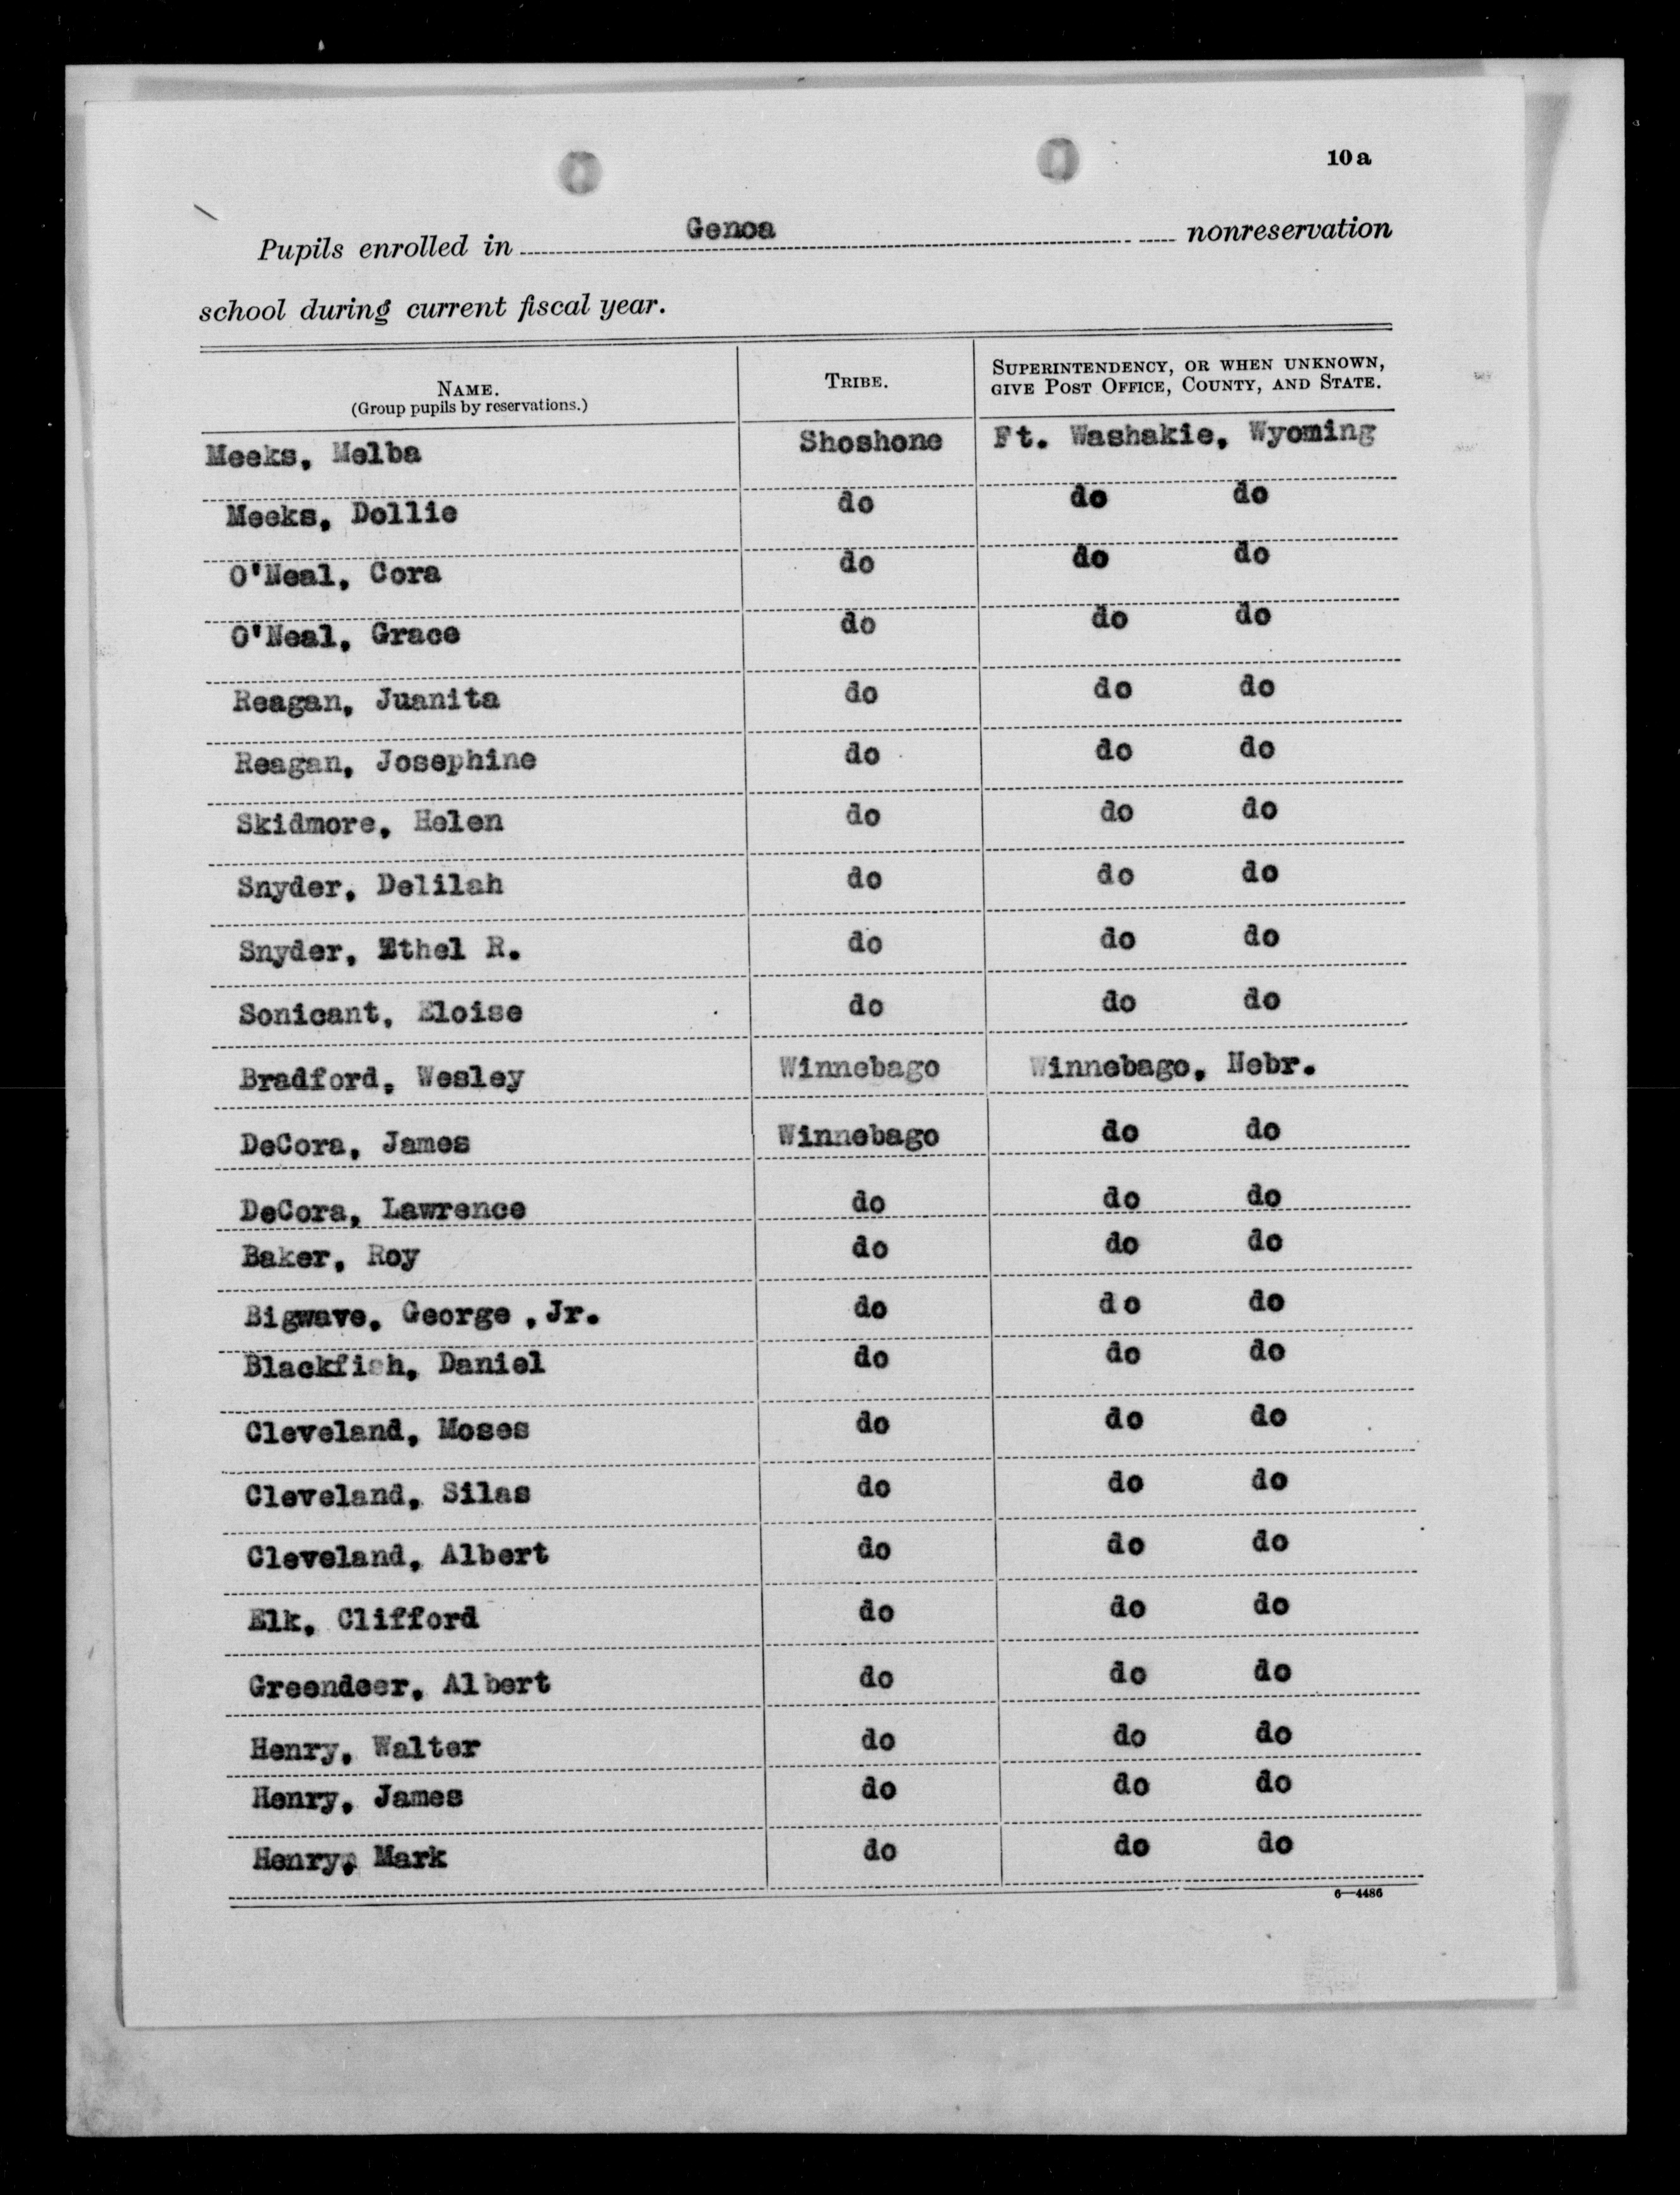 10 a
Pupils enrolled in Genoa nonreservation
school during current fiscal year.
NAME. (Group pupils by reservations.) TRIBE. SUPERINTENDENCY, OR WHEN UNKNOWN, GIVE POST OFFICE, COUNTY, AND STATE.
Meeks, Melba Shoshone Ft. Washakie, Wyoming
Meeks, Dollie do do do
O'Neal, Cora do do do
O'Neal, Grace do do do
Reagan, Juanita do do do
Reagan, Josephine do do do
Skidmore, Helen do do do
Snyder, Delilah do do do
Snyder, Ethel R. do do do
Sonicant, Eloise do do do
Bradford, Wesley Winnebago Winnebago, Nebr.
DeCora, James Winnebago do do
DeCora, Lawrence do do do
Baker, Roy do do do
Bigwave, George , Jr. do do do
Blackfish, Daniel do do do
Cleveland, Moses do do do
Cleveland, Silas do do do
Cleveland, Albert do do do
Elk, Clifford do do do
Greendeer, Albert do do do
Henry, Walter do do do
Henry, James do do do
Henry, Mark do do do
6—4486